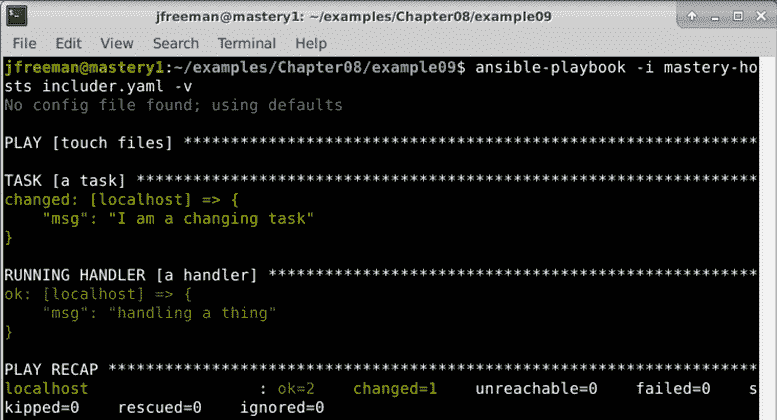 jfreeman@mastery1: ~/examples/Chapter08/example09
File Edit View Search Terminal Help
jfreeman@mastery1:~/examples/Chapter08/example09$ ansible-playbook -i mastery-ho
sts includer.yaml -v
No config file found; using defaults
PLAY [touch files] *************************************************************
TASK [a task] ******************************************************************
changed: [localhost] => {
    "msg": "I am a changing task"
}
RUNNING HANDLER [a handler] ****************************************************
ok: [localhost] => {
    "msg": "handling a thing"
}
PLAY RECAP *********************************************************************
localhost                  : ok=2    changed=1    unreachable=0    failed=0    s
kipped=0    rescued=0    ignored=0